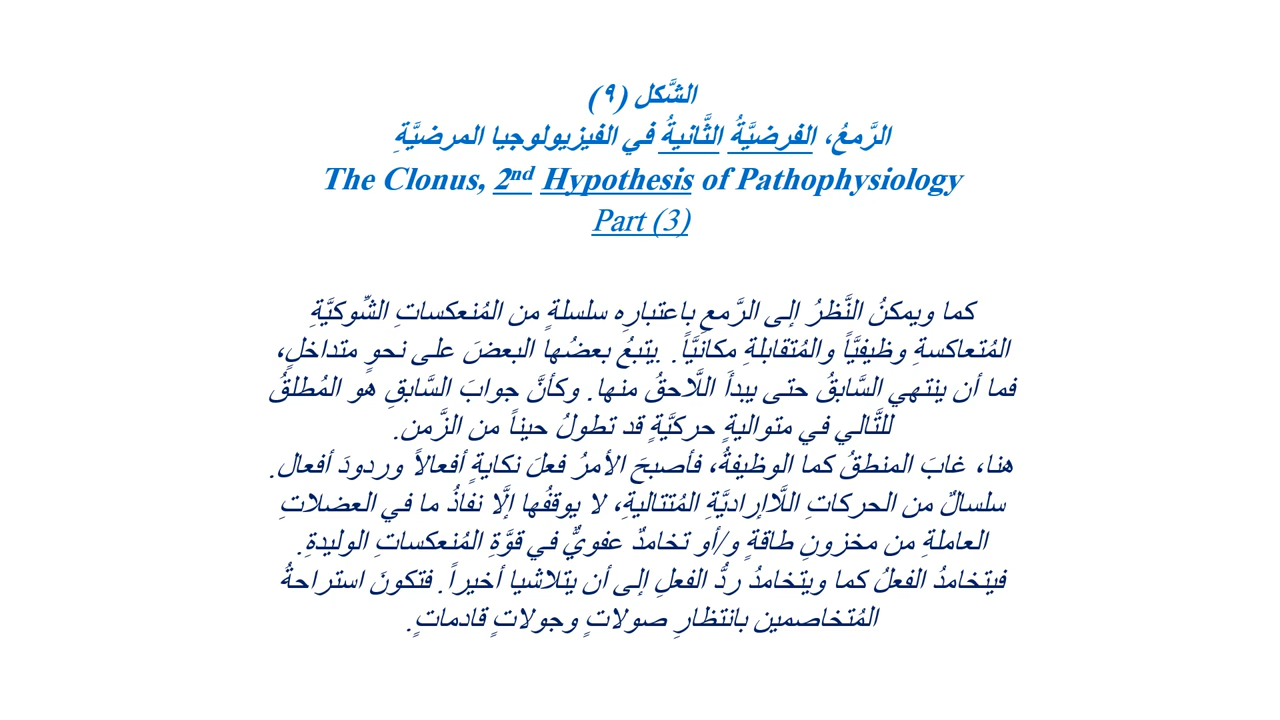 الشَّكل (٩)
الرَّمعُ، الفرضيَّةُ الثَّانيةُ في الفيزيولوجيا المرضيَّةِ
The Clonus, 2nd Hypothesis of Pathophysiology
Part (3)
كما ويمكنُ النَّظرُ إلى الرَّمعِ باعتبارِه سلسلةٍ من المُنعكساتِ الشِّوكيَّةِ
المُتعاكسةِ وظيفيَّاً والمُتقابلةِ مكانيَّاً. يتبعُ بعضُها البعضَ على نحوٍ متداخلٍ،
فما أن ينتهي السَّابقُ حتى يبدأَ اللَّاحقُ منها. وكأنَّ جوابَ السَّابقِ هو المُطلقُ
للتَّالي في متواليةٍ حركيَّةٍ قد تطولُ حيناً من الزَّمن.
هنا، غابَ المنطقُ كما الوظيفةُ، فأصبحَ الأمرُ فعلَ نكايةٍ أفعالاً وردودَ أفعال.
سلسالٌ من الحركاتِ اللَّاإراديَّةِ المُتتاليةِ، لا يوقفُها إلَّا نفاذُ ما في العضلاتِ
العاملةِ من مخزونِ طاقةٍ و/أو تخامدٌ عفويٌّ في قوَّةِ المُنعكساتِ الوليدةِ.
فيتخامدُ الفعلُ كما ويتخامدُ ردُّ الفعلِ إلى أن يتلاشيا أخيراً. فتكونَ استراحةُ
المُتخاصمين بانتظارِ صولاتٍ وجولاتٍ قادماتٍ.